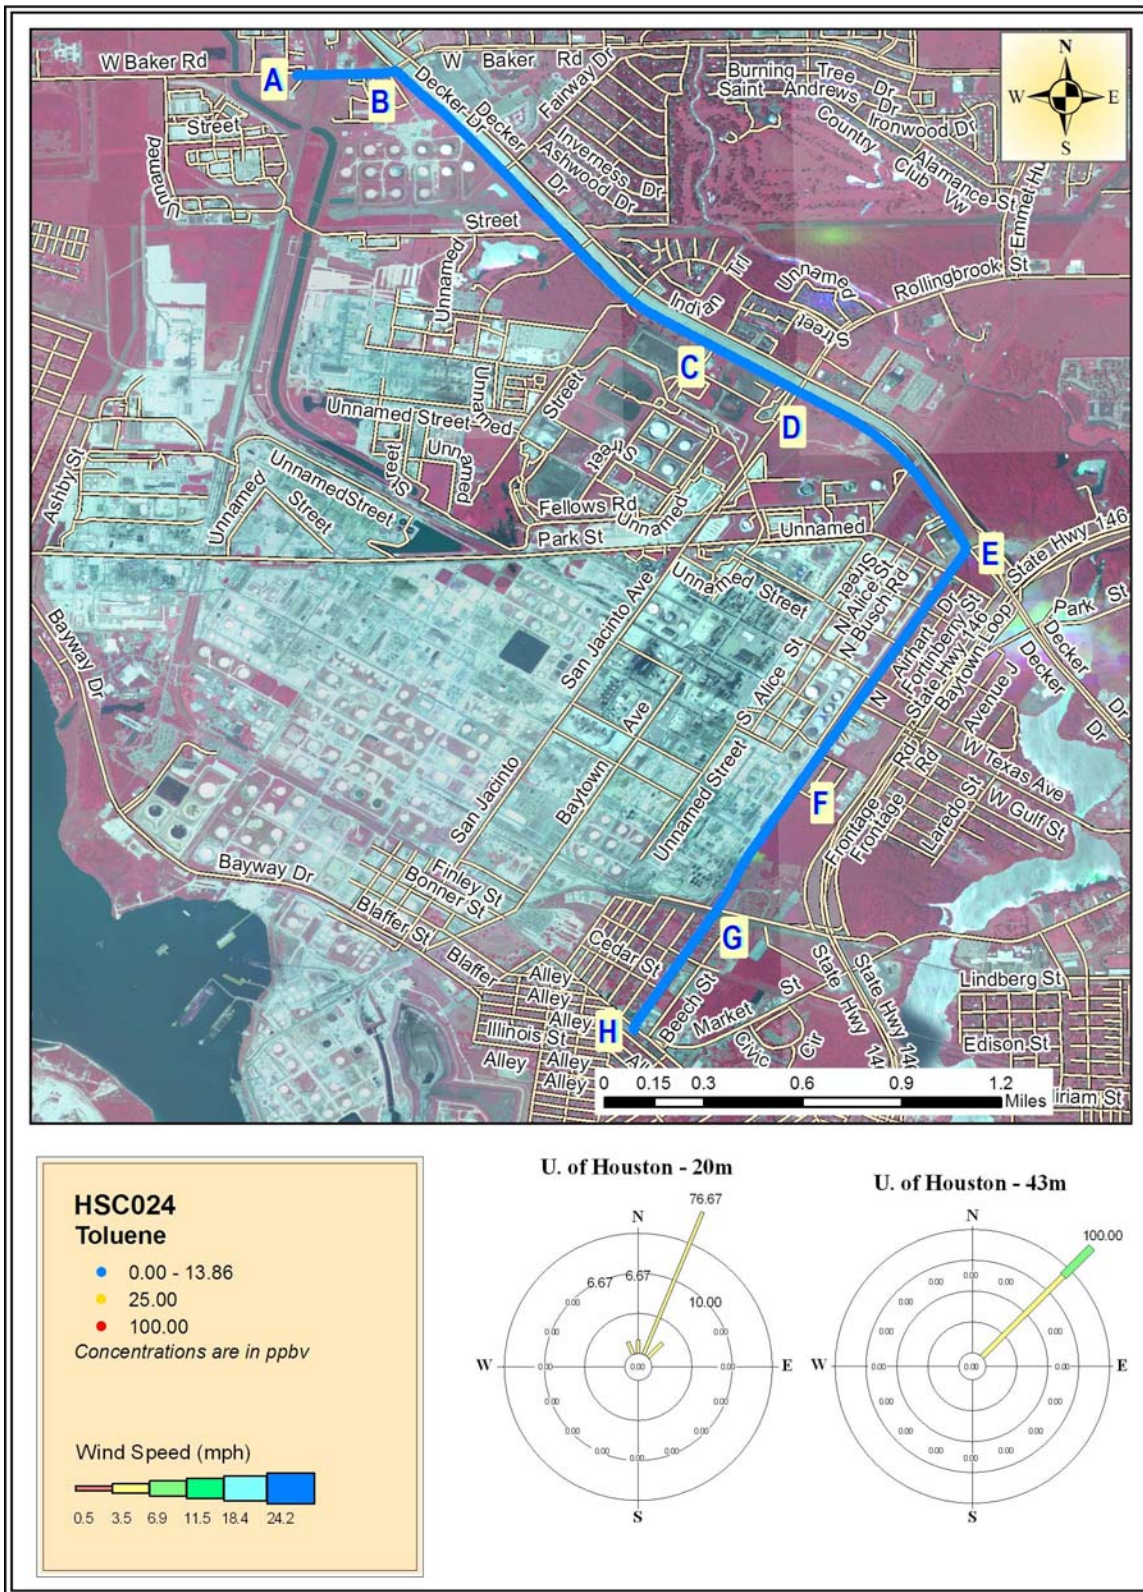 W Baker Rd
A
B
W Baker Rd
Decker Dr
Decker Dr
Fairway Dr
Inverness Dr
Ashwood Dr
Burning Tree Dr
Saint Andrews Dr
Ironwood Dr
Country Club Vw
Alamance St
N
W
E
S
Street
Unnamed
Street
Unnamed
Indian Trl
Unnamed
Street
Rollingbrook St
C
D
Unnamed
Street
Unnamed Street
Unnamed
Street
Unnamed
Street
Ashby St
Unnamed
Street
UnnamedStreet
Fellows Rd
Unnamed
Park St
Unnamed
Unnamed Street
Street
N Alice St
N Busch Rd
E
State Hwy 146
Park St
Decker Dr
Decker Dr
N Airhart Dr
Fortinberry St
State Hwy 146
Baytown Loop
Avenue J
Bayway Dr
San Jacinto Ave
San Jacinto
Baytown Ave
S Alice St
Unnamed Street
F
Frontage Rd
Frontage Rd
W Texas Ave
W Gulf St
Laredo St
Bayway Dr
Finley St
Bonner St
Blaffer St
Blaffer
Cedar St
G
Beech St
Market St
State Hwy 146
State Hwy 146
Lindberg St
Edison St
Alley
Alley
Alley
Illinois St
Alley
Alley
Alley
H
Civic Cir
0 0.15 0.3 0.6 0.9 1.2
Miles
HSC024
Toluene
0.00 - 13.86
25.00
100.00
Concentrations are in ppbv
Wind Speed (mph)
0.5 3.5 6.9 11.5 18.4 24.2
U. of Houston - 20m
76.67
N
6.67
6.67
10.00
0.00
W
E
S
U. of Houston - 43m
N
100.00
0.00
W
E
S